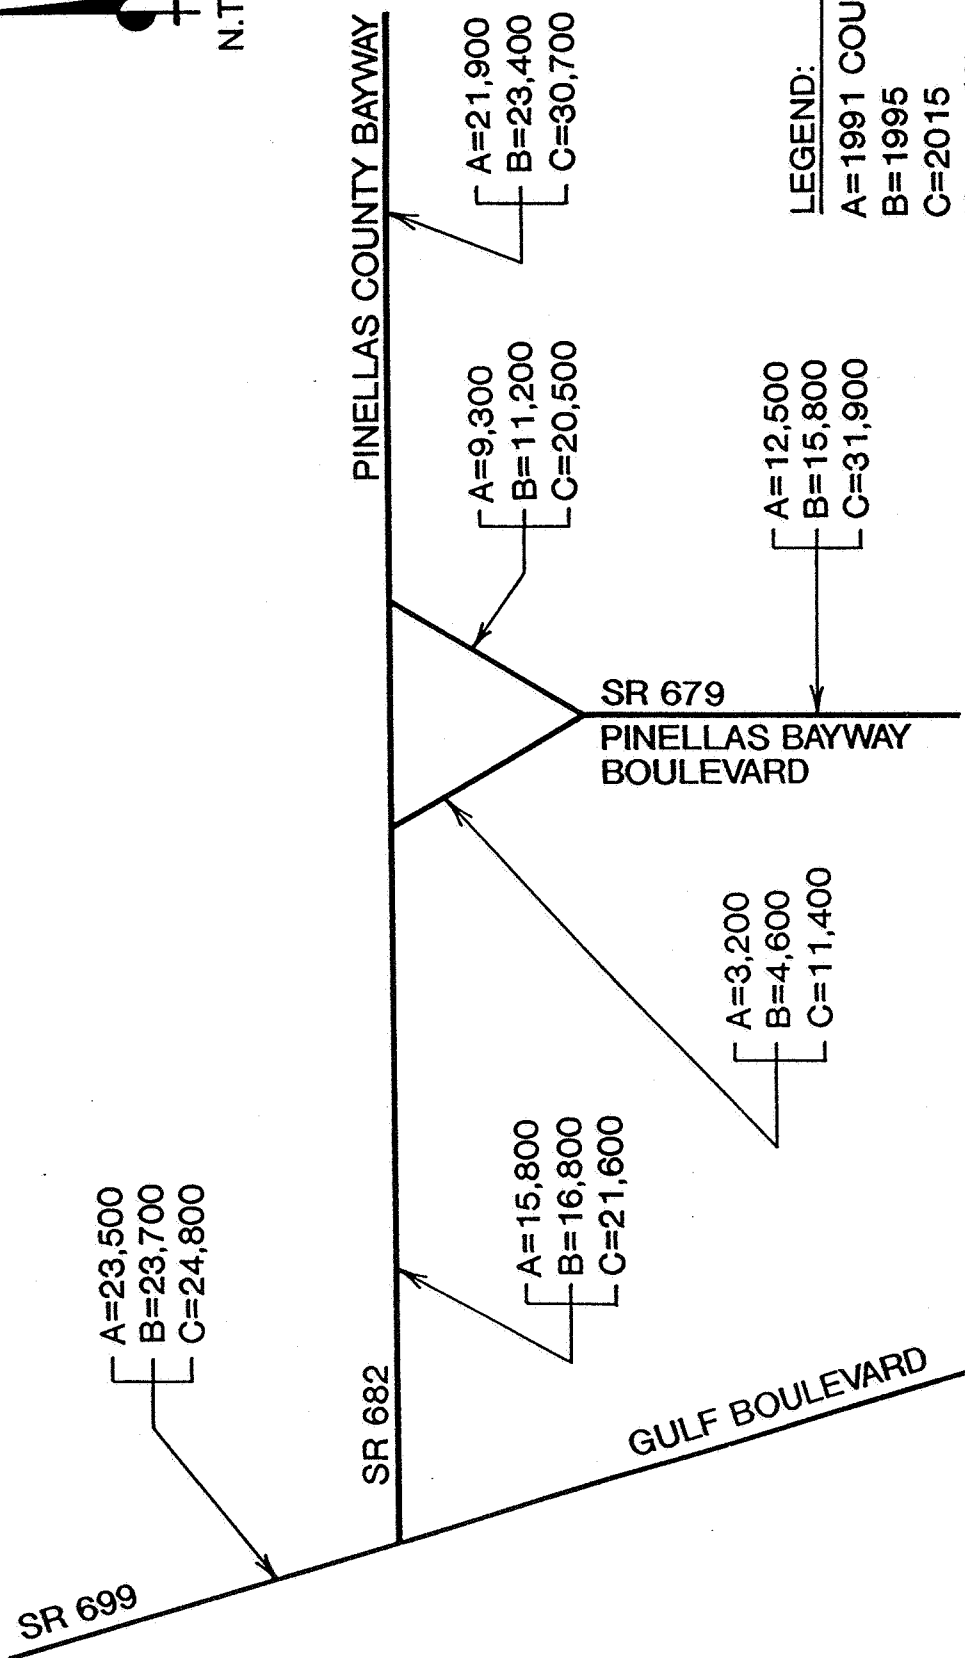 N.T
PINELLAS COUNTY BAYWAY
A=21,900
B=23,400
C=30,700
LEGEND:
A=1991 COU
B=1995
C=2015
A=9,300
B=11,200
C=20,500
A=12,500
B=15,800
C=31,900
SR 679
PINELLAS BAYWAY
BOULEVARD
A=3,200
B=4,600
C=11,400
A=15,800
B=16,800
C=21,600
A=23,500
B=23,700
C=24,800
SR 682
GULF BOULEVARD
SR 699